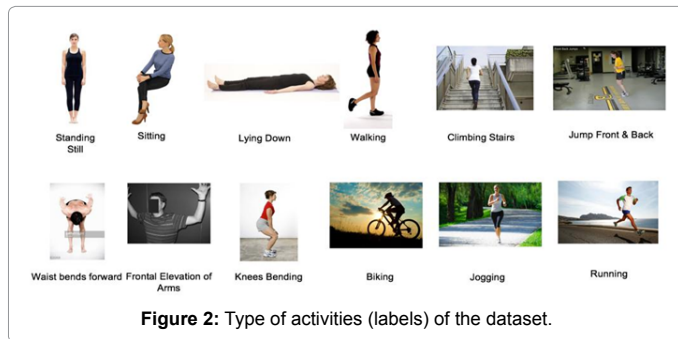 Standing
Still
Sitting
Lying Down
Walking
Climbing Stairs
Jump Front & Back
Waist bends forward
Frontal Elevation of
Arms
Knees Bending
Biking
Jogging
Running
Figure 2: Type of activities (labels) of the dataset.